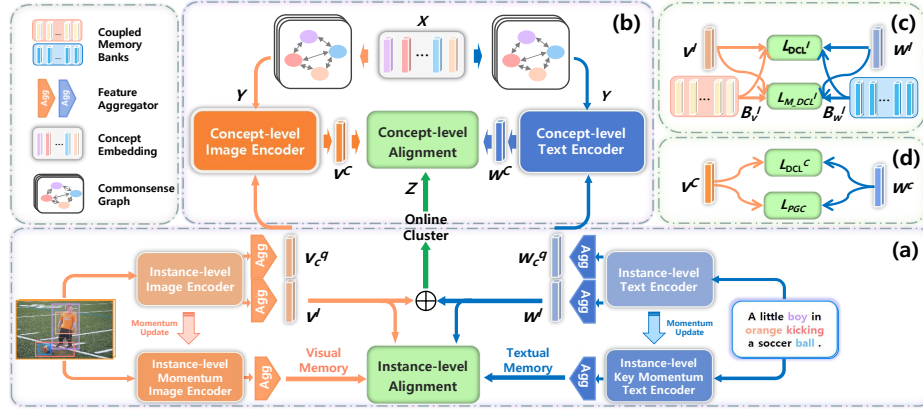 Coupled
Memory
Banks
Agg
Agg
Feature
Aggregator
Concept
Embedding
Commonsense
Graph
(b)
X
Y
Y
Concept-level
Image Encoder
V^C
Concept-level
Alignment
W^C
Concept-level
Text Encoder
Z
Online
Cluster
(c)
V^I
L_DCL^I
W^I
L_M_DCL^I
B_v^I
B_w^I
(d)
V^C
L_DCL^C
W^c
L_PGC
(a)
Instance-level
Image Encoder
Agg
Agg
V_C^q
V^I
W_C^q
W^I
Agg
Agg
Instance-level
Text Encoder
Momentum
Update
Momentum
Update
A little boy in
orange kicking
a soccer ball .
Instance-level
Momentum
Image Encoder
Agg
Visual
Memory
Instance-level
Alignment
Textual
Memory
Agg
Instance-level
Key Momentum
Text Encoder